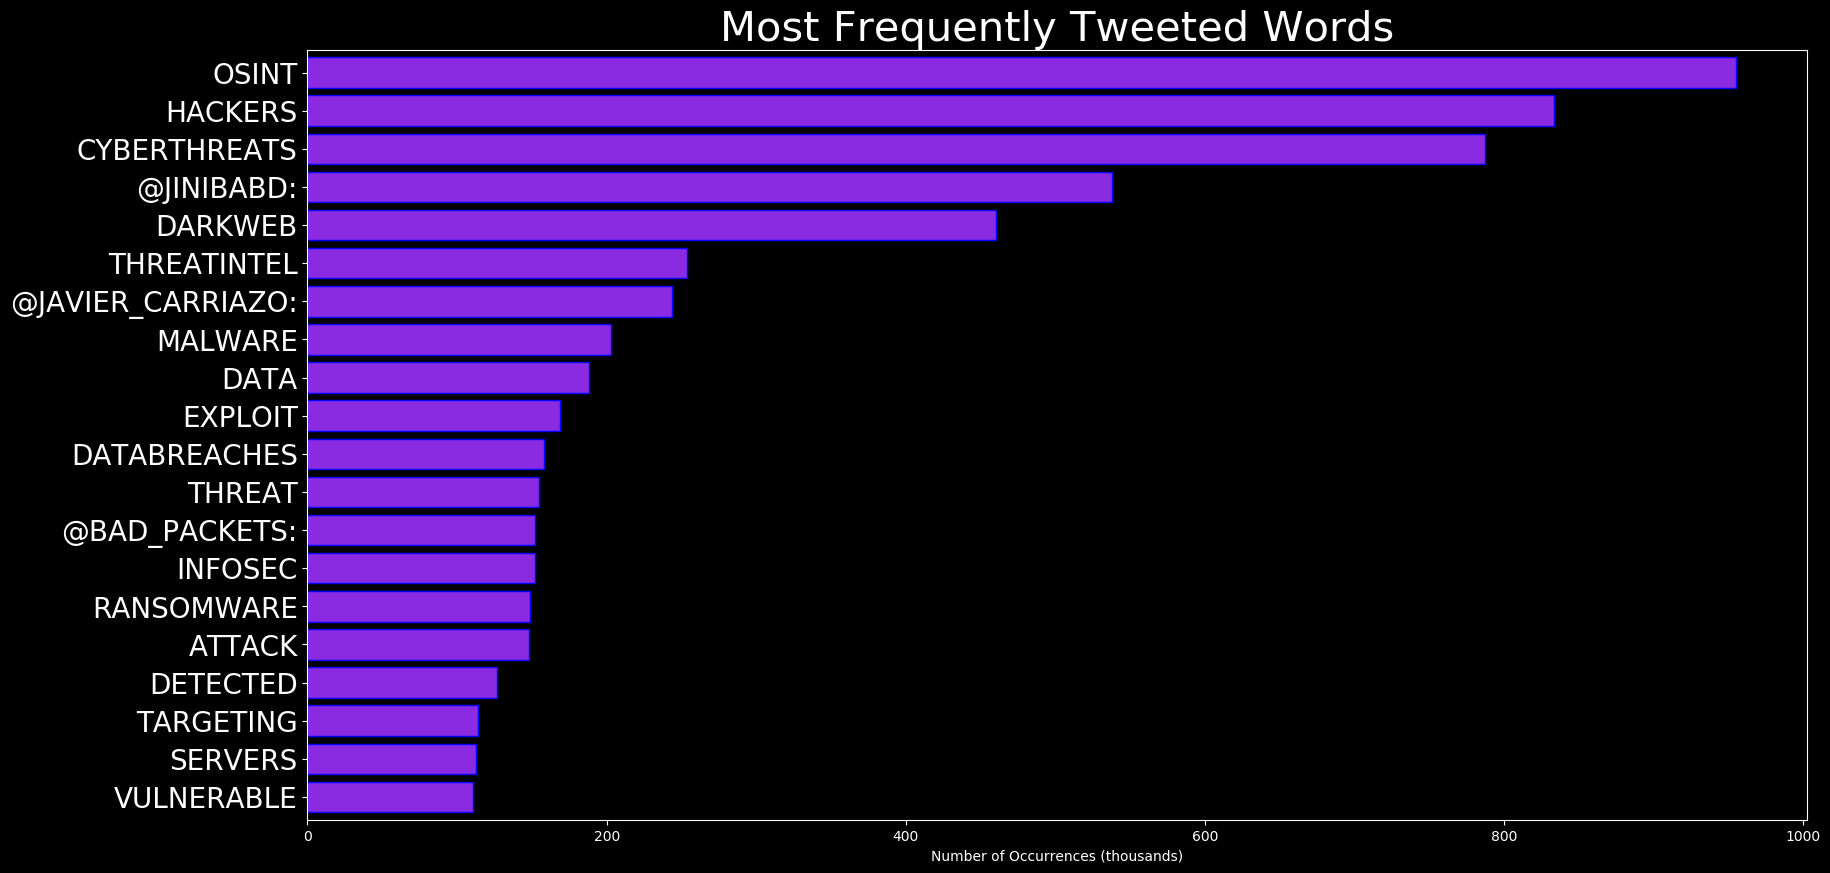 Most Frequently Tweeted Words
OSINT
HACKERS
CYBERTHREATS
@JINIBABD:
DARKWEB
THREATINTEL
@JAVIER_CARRIAZO:
MALWARE
DATA
EXPLOIT
DATABREACHES
THREAT
@BAD_PACKETS:
INFOSEC
RANSOMWARE
ATTACK
DETECTED
TARGETING
SERVERS
VULNERABLE
0 200 400 600 800 1000
Number of Occurrences (thousands)